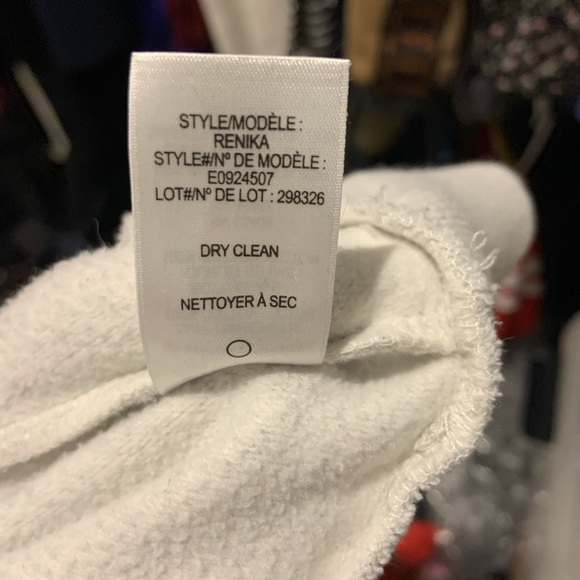 STYLE/MODÈLE :
RENIKA
STYLE#/Nº DE MODÈLE :
E0924507
LOT#/Nº DE LOT : 298326
DRY CLEAN
NETTOYER À SEC